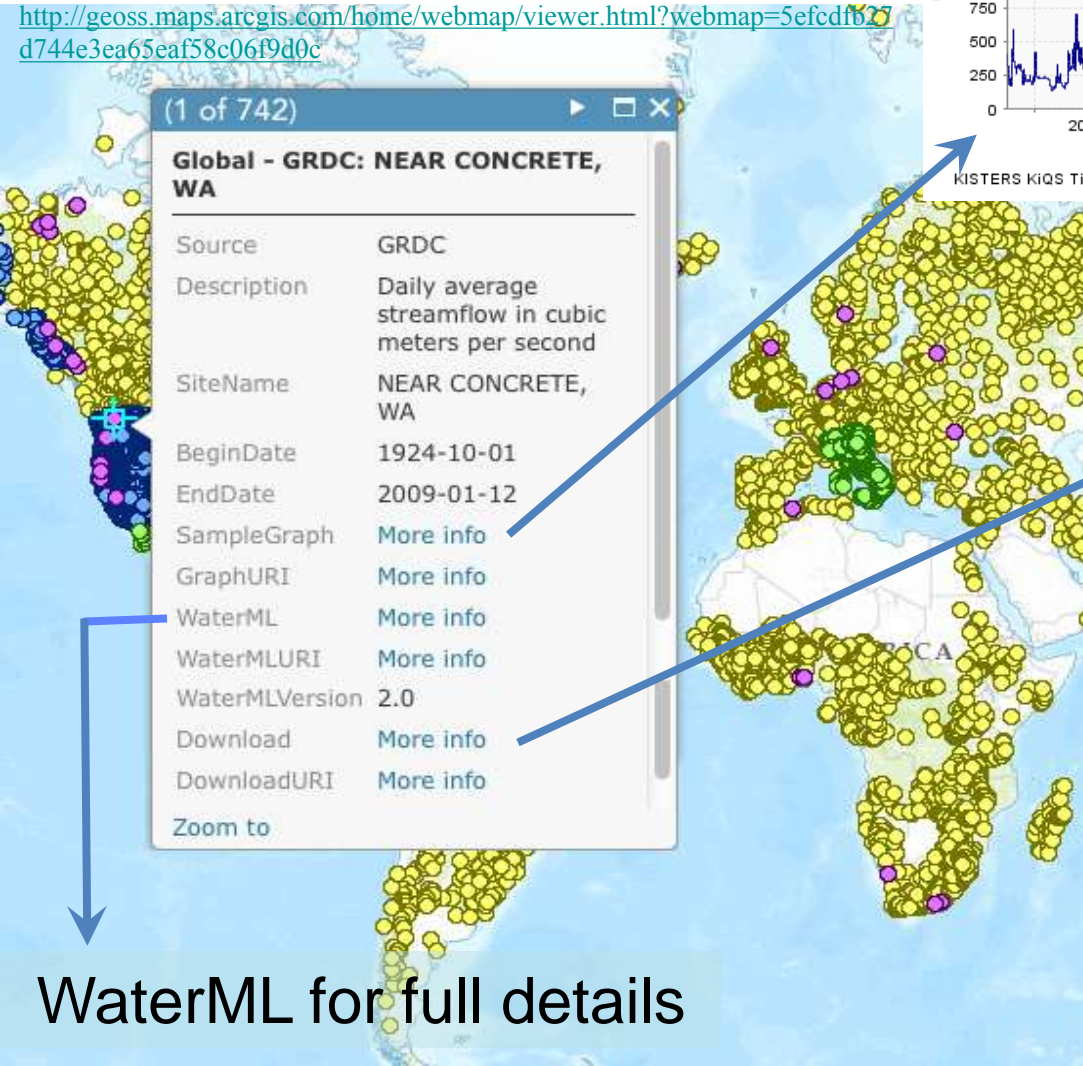 http://geoss.maps.arcgis.com/home/webmap/viewer.html?webmap=5efcdfb27
d744e3ea65eaf58c06f9d0c
750
500
250
0
20
KISTERS KiQS Ti
(1 of 742)
Global - GRDC: NEAR CONCRETE,
WA
Source GRDC
Description Daily average
streamflow in cubic
meters per second
SiteName NEAR CONCRETE,
WA
BeginDate 1924-10-01
EndDate 2009-01-12
SampleGraph More info
GraphURI More info
WaterML More info
WaterMLURI More info
WaterMLVersion 2.0
Download More info
DownloadURI More info
Zoom to
WaterML for full details